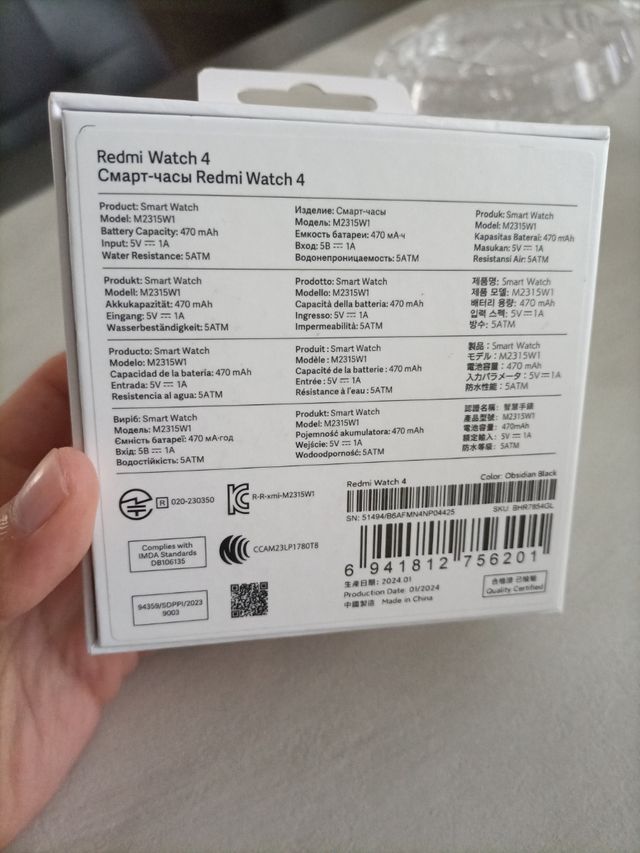 Redmi Watch 4
Смарт-часы Redmi Watch 4
Product: Smart Watch
Model: M2315W1
Battery Capacity: 470 mAh
Input: 5V ⎓ 1A
Water Resistance: 5ATM
Изделие: Смарт-часы
Модель: M2315W1
Емкость батареи: 470 мА·ч
Вход: 5В ⎓ 1A
Водонепроницаемость: 5ATM
Produk: Smart Watch
Model: M2315W1
Kapasitas Baterai: 470 mAh
Masukan: 5V ⎓ 1A
Resistansi Air: 5ATM
Produkt: Smart Watch
Modell: M2315W1
Akkukapazität: 470 mAh
Eingang: 5V ⎓ 1A
Wasserbeständigkeit: 5ATM
Prodotto: Smart Watch
Modello: M2315W1
Capacità della batteria: 470 mAh
Ingresso: 5V ⎓ 1A
Impermeabilità: 5ATM
제품명: Smart Watch
제품 모델: M2315W1
배터리 용량: 470 mAh
입력 스펙: 5V ⎓ 1A
방수: 5ATM
Producto: Smart Watch
Modelo: M2315W1
Capacidad de la batería: 470 mAh
Entrada: 5V ⎓ 1A
Resistencia al agua: 5ATM
Produit : Smart Watch
Modèle : M2315W1
Capacité de la batterie : 470 mAh
Entrée : 5V ⎓ 1A
Résistance à l'eau : 5ATM
製品：Smart Watch
モデル：M2315W1
電池容量：470 mAh
入力パラメータ：5V ⎓ 1A
防水性能：5ATM
Виріб: Smart Watch
Модель: M2315W1
Ємність батареї: 470 мА·год
Вхід: 5В ⎓ 1A
Водостійкість: 5ATM
Produkt: Smart Watch
Model: M2315W1
Pojemność akumulatora: 470 mAh
Wejście: 5V ⎓ 1A
Wodoodporność: 5ATM
認證名稱：智慧手錶
產品型號：M2315W1
電池容量：470mAh
額定輸入：5V ⎓ 1A
防水等級：5ATM
R 020-230350
R-R-xmi-M2315W1
Redmi Watch 4
Color: Obsidian Black
SN: 51494/B6AFMN4NP04425
SKU: BHR7854GL
Complies with
IMDA Standards
DB106135
CCAM23LP1780T8
6 941812 756201
94359/SDPPI/2023
9003
生產日期：2024.01
Production Date: 01/2024
中國製造 Made in China
合格證 已檢驗
Quality Certified